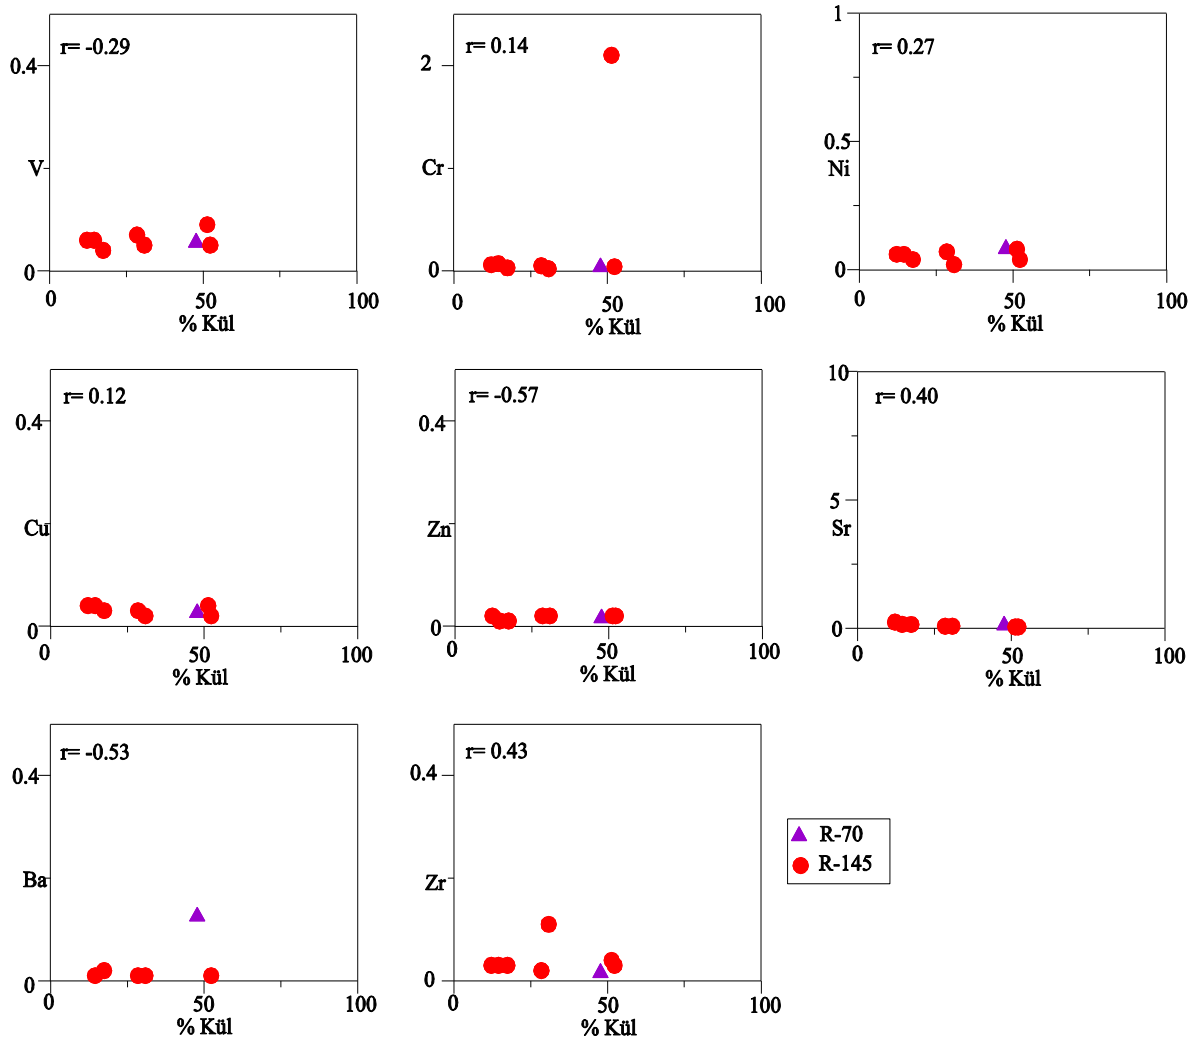 r= -0.29
0.4
V
0
0 50 100
% Kül
r= 0.14
2
Cr
0
0 50 100
% Kül
1
r= 0.27
0.5
Ni
0
0 50 100
% Kül
r= 0.12
0.4
Cu
0
0 50 100
% Kül
r= -0.57
0.4
Zn
0
0 50 100
% Kül
10
r= 0.40
5
Sr
0
0 50 100
% Kül
r= -0.53
0.4
Ba
0
0 50 100
% Kül
r= 0.43
0.4
Zr
0
0 50 100
% Kül
R-70
R-145